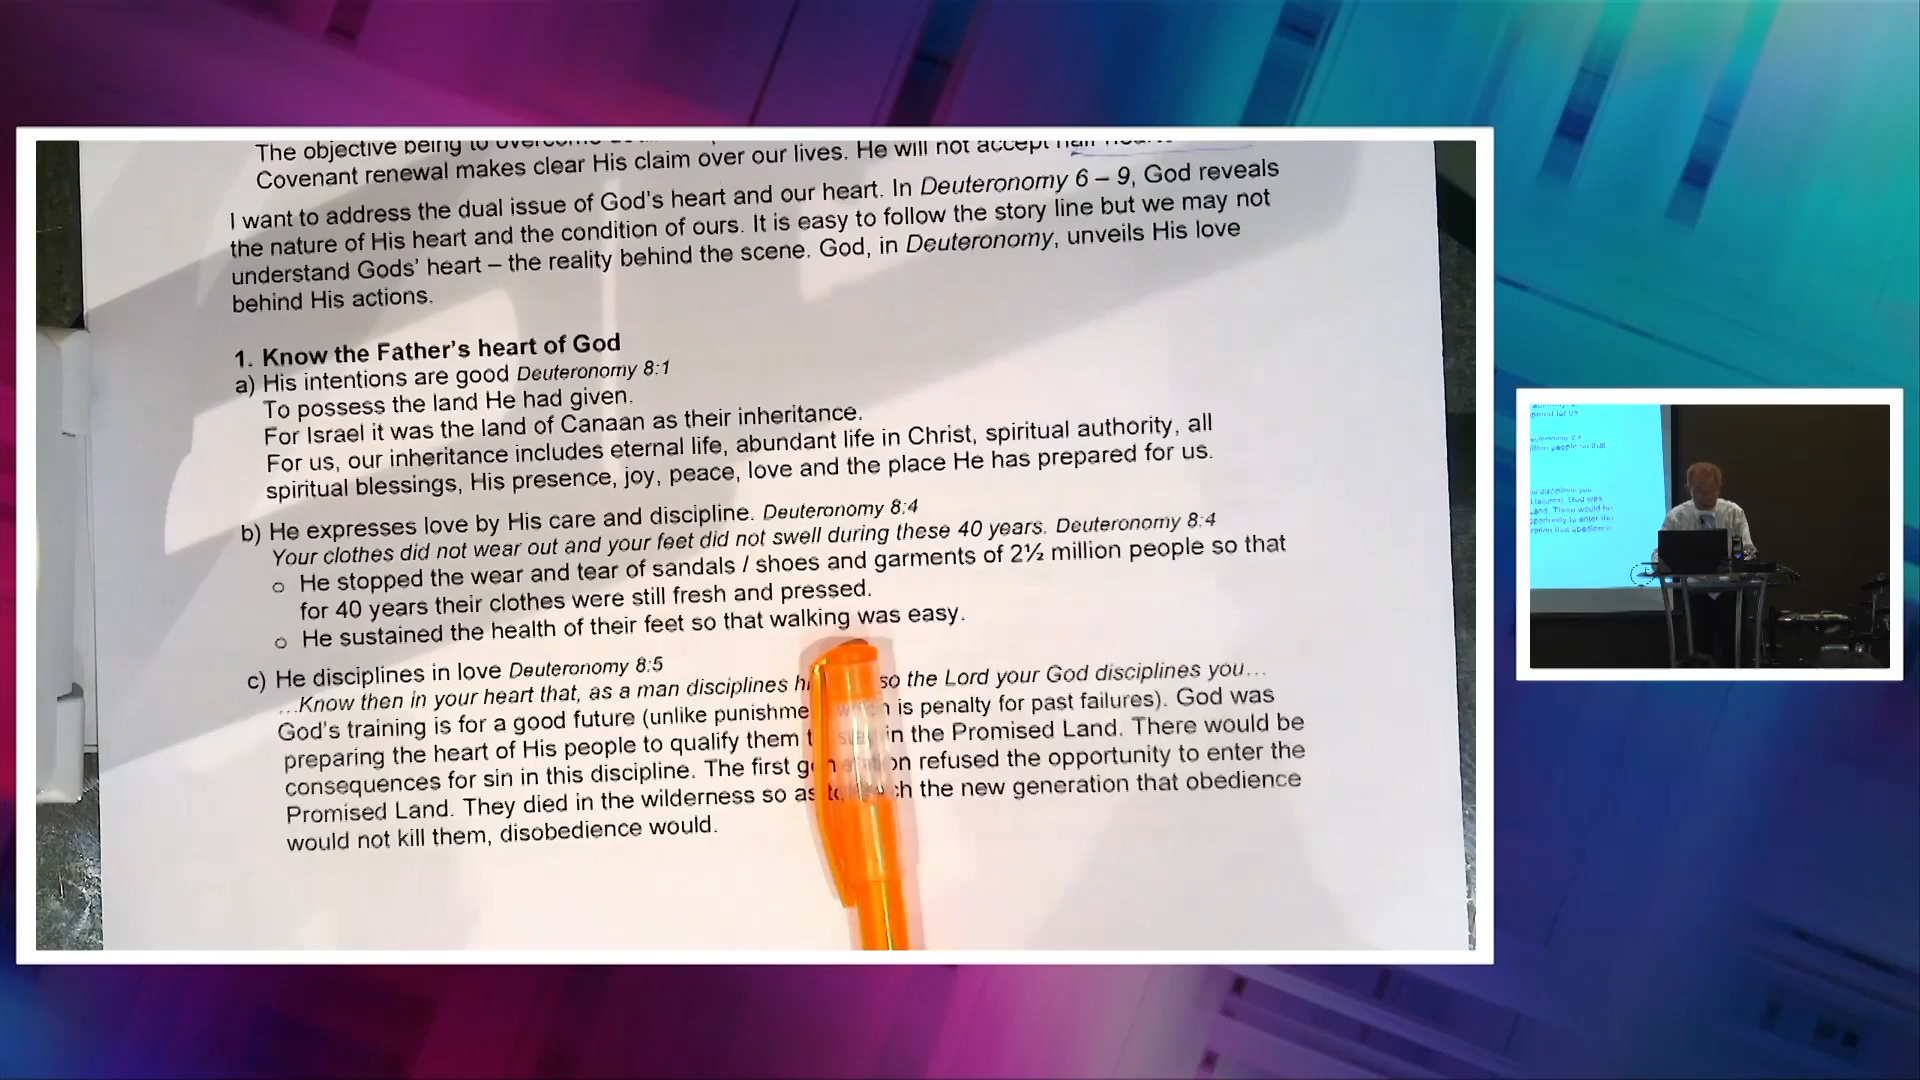 The objective being to overcome
Covenant renewal makes clear His claim over our lives. He will not accept half
I want to address the dual issue of God's heart and our heart. In Deuteronomy 6 – 9, God reveals
the nature of His heart and the condition of ours. It is easy to follow the story line but we may not
understand Gods' heart – the reality behind the scene. God, in Deuteronomy, unveils His love
behind His actions.
1. Know the Father's heart of God
a) His intentions are good Deuteronomy 8:1
To possess the land He had given.
For Israel it was the land of Canaan as their inheritance.
For us, our inheritance includes eternal life, abundant life in Christ, spiritual authority, all
spiritual blessings, His presence, joy, peace, love and the place He has prepared for us.
b) He expresses love by His care and discipline. Deuteronomy 8:4
Your clothes did not wear out and your feet did not swell during these 40 years. Deuteronomy 8:4
o He stopped the wear and tear of sandals / shoes and garments of 2½ million people so that
for 40 years their clothes were still fresh and pressed.
o He sustained the health of their feet so that walking was easy.
c) He disciplines in love Deuteronomy 8:5
...Know then in your heart that, as a man disciplines so the Lord your God disciplines you...
God's training is for a good future (unlike punishment which is penalty for past failures). God was
preparing the heart of His people to qualify them to stay in the Promised Land. There would be
consequences for sin in this discipline. The first generation refused the opportunity to enter the
Promised Land. They died in the wilderness so as to teach the new generation that obedience
would not kill them, disobedience would.